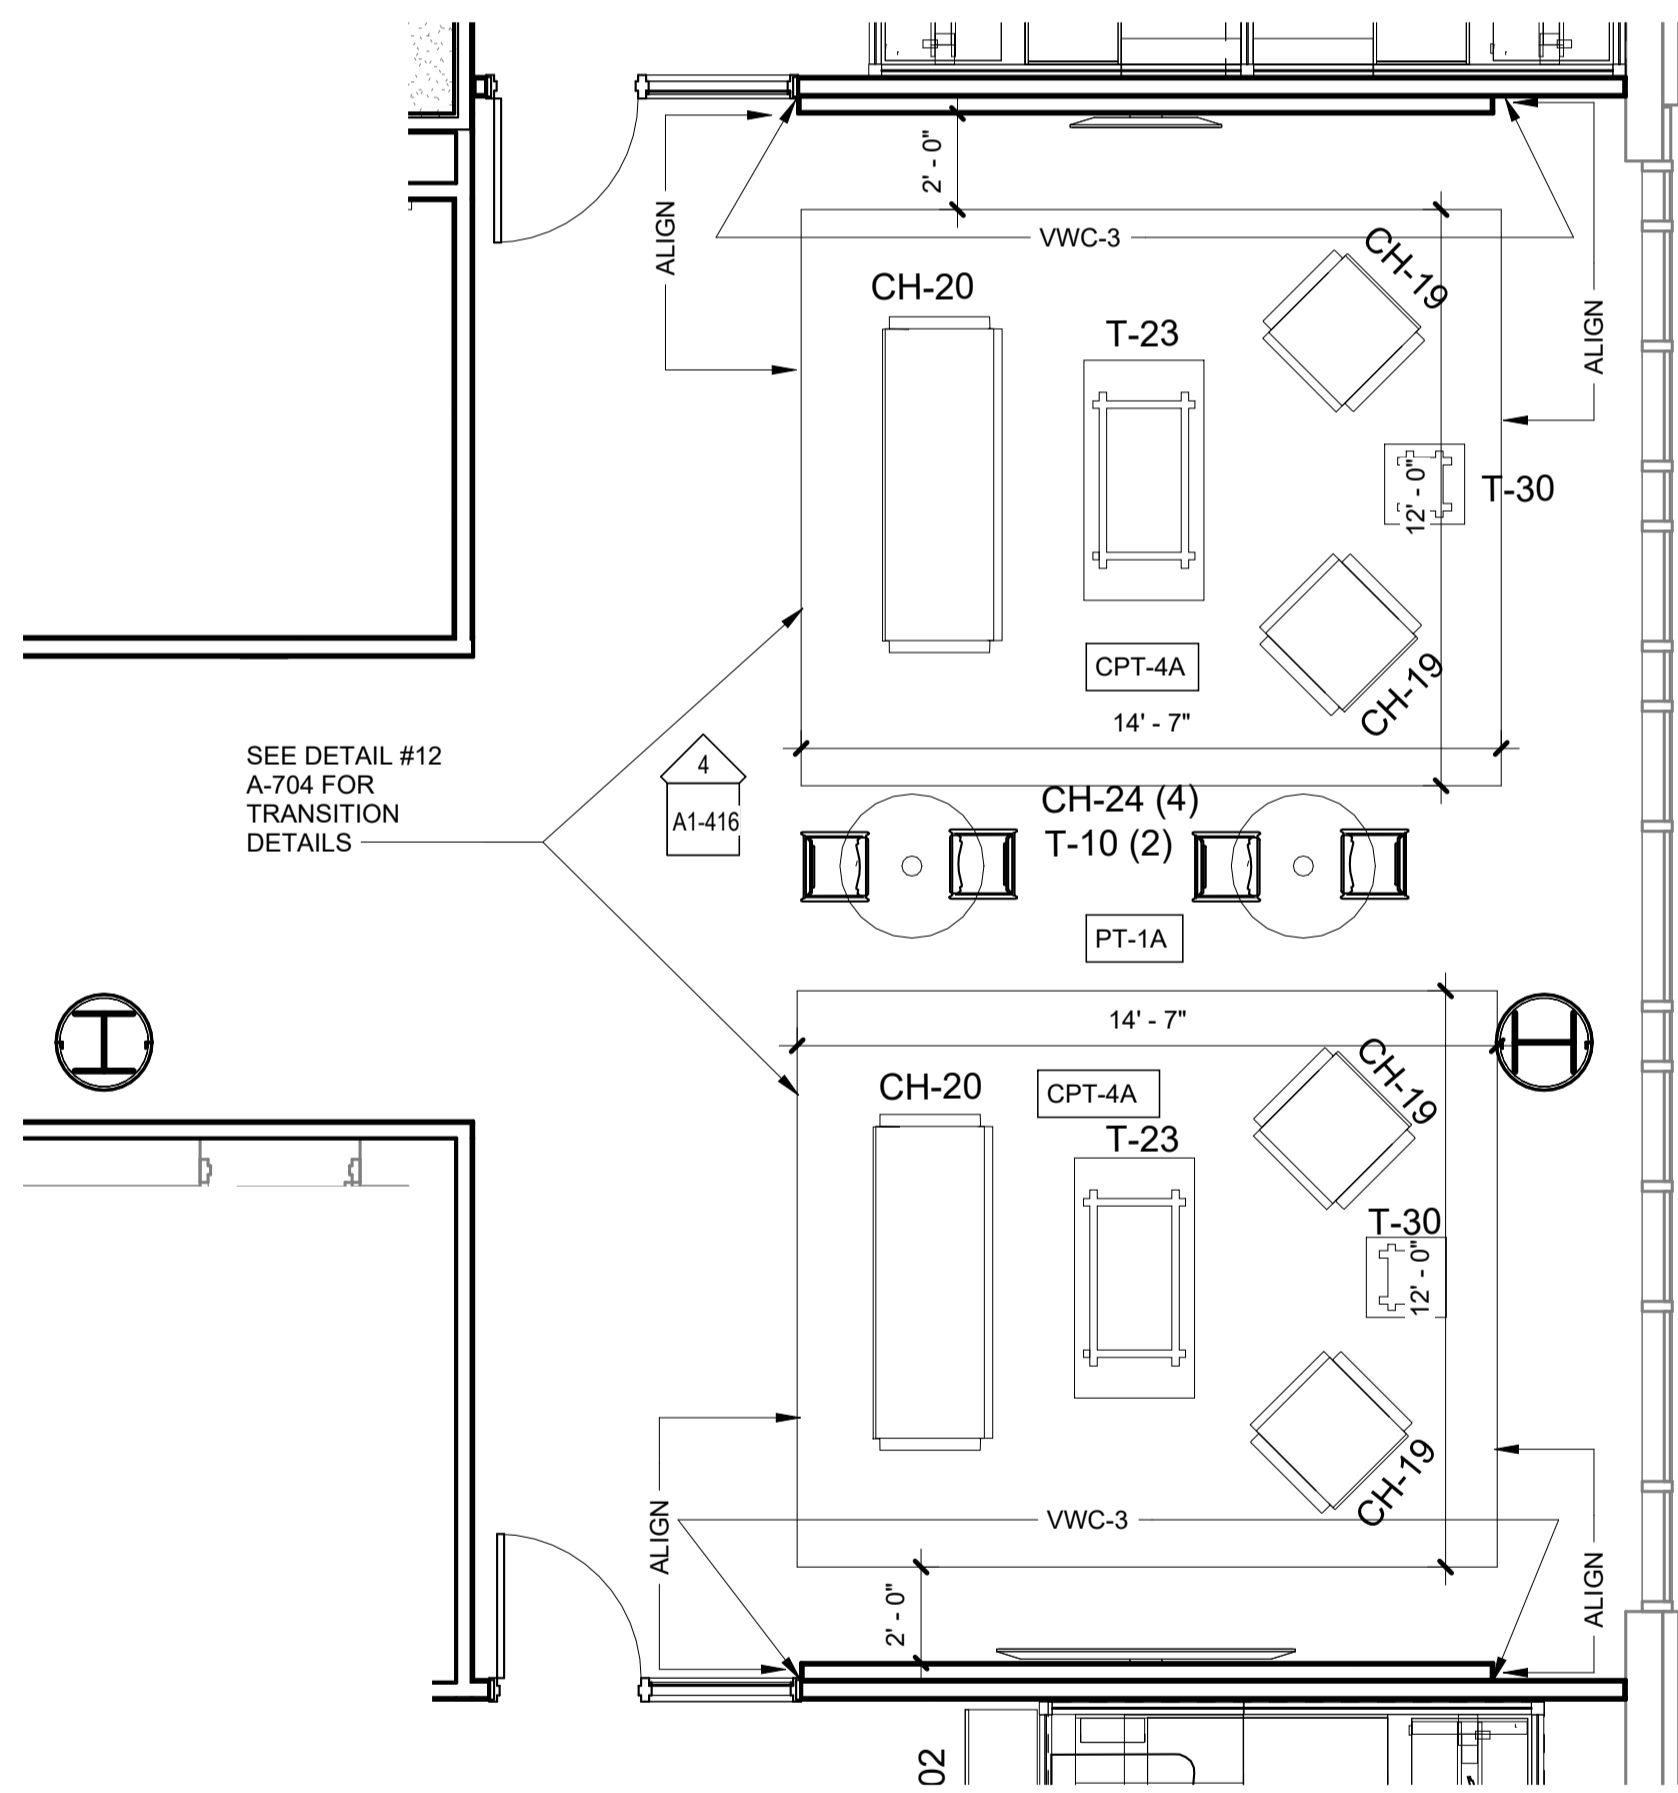 2' - 0"
ALIGN
VWC-3
CH-19
CH-20
T-23
ALIGN
12' - 0"
T-30
CPT-4A
CH-19
14' - 7"
SEE DETAIL #12
A-704 FOR
TRANSITION
DETAILS
4
A1-416
CH-24 (4)
T-10 (2)
PT-1A
14' - 7"
CH-20
CPT-4A
CH-19
T-23
T-30
12' - 0"
CH-19
ALIGN
VWC-3
ALIGN
2' - 0"
02